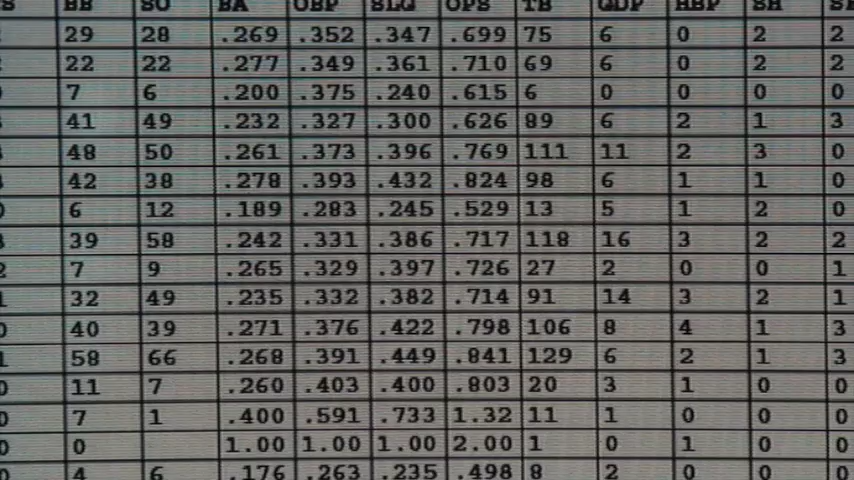 S BB SO BA OBP SLG OPS TB GDP HBP SH SF
29 28 .269 .352 .347 .699 75 6 0 2 2
22 22 .277 .349 .361 .710 69 6 0 2 2
7 6 .200 .375 .240 .615 6 0 0 0 0
41 49 .232 .327 .300 .626 89 6 2 1 3
48 50 .261 .373 .396 .769 111 11 2 3 0
42 38 .278 .393 .432 .824 98 6 1 1 0
6 12 .189 .283 .245 .529 13 5 1 2 0
39 58 .242 .331 .386 .717 118 16 3 2 2
7 9 .265 .329 .397 .726 27 2 0 0 1
32 49 .235 .332 .382 .714 91 14 3 2 1
40 39 .271 .376 .422 .798 106 8 4 1 3
58 66 .268 .391 .449 .841 129 6 2 1 3
11 7 .260 .403 .400 .803 20 3 1 0 0
7 1 .400 .591 .733 1.32 11 1 0 0 0
0 1.00 1.00 1.00 2.00 1 0 1 0 0
4 6 .176 .263 .235 .498 8 2 0 0 0